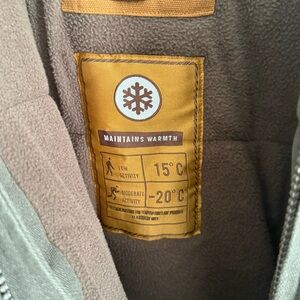 MAINTAINS WARMTH
LOW
ACTIVITY
15°C
MODERATE
ACTIVITY
-20°C